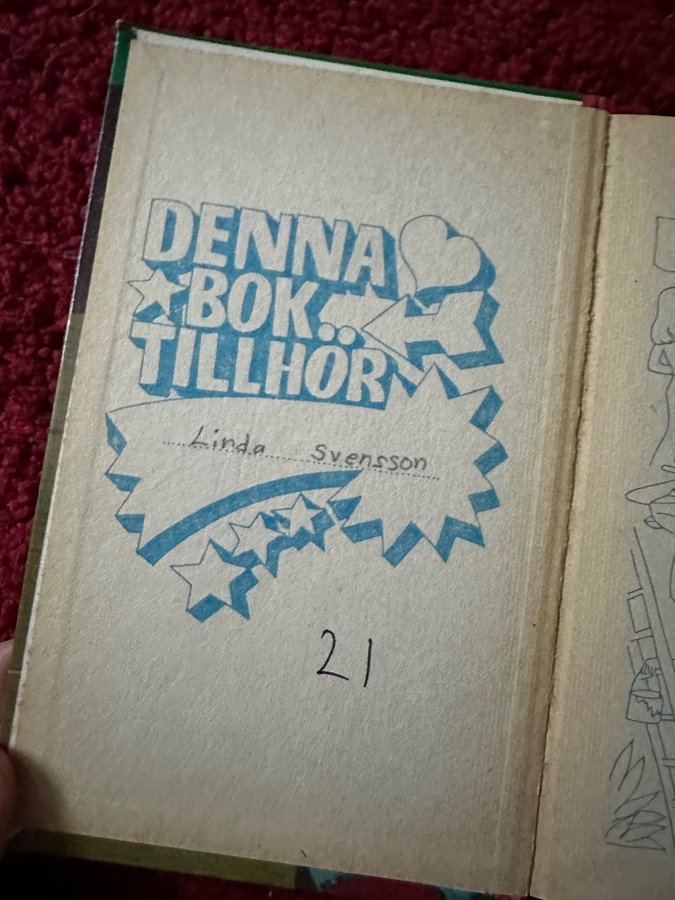 DENNA
BOK
TILLHÖR
Linda Svensson
21